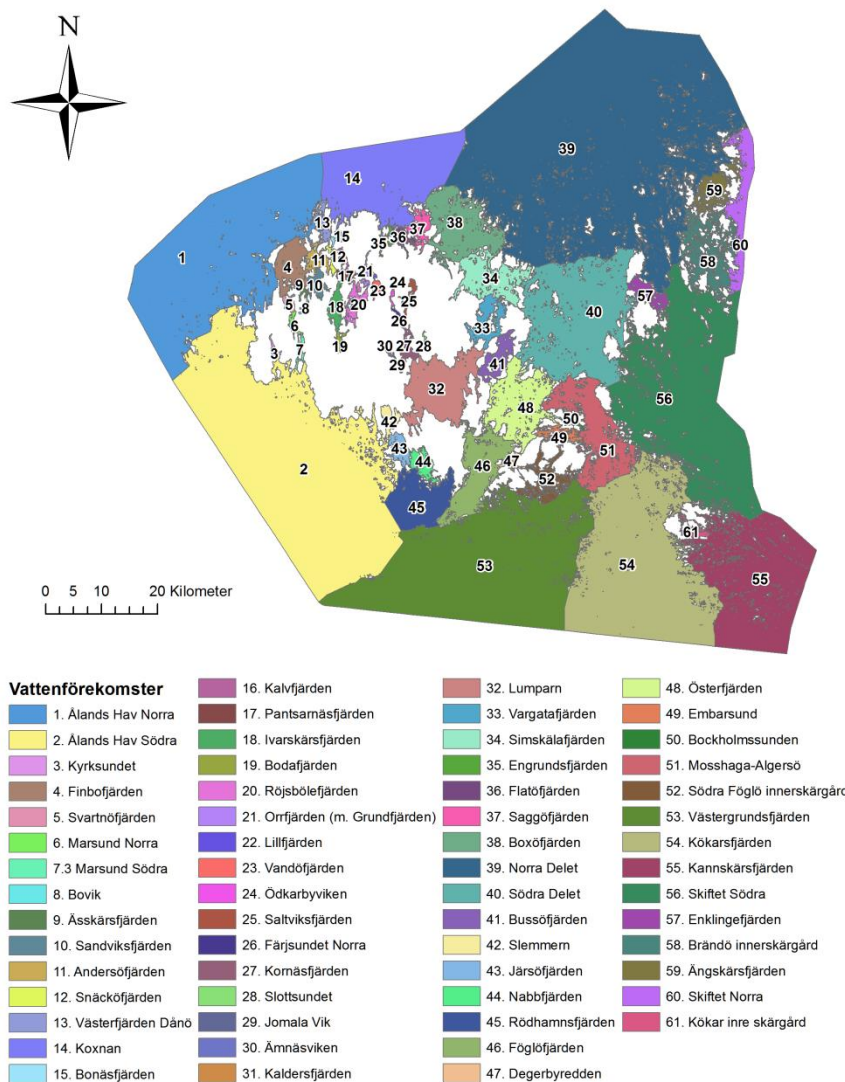 N
39
14
59
13
37
38
15
35
36
60
1
12
58
11
4
17
21
34
24
57
9
10
23
8
20
25
5
18
40
26
33
6
7
19
3
30
27
28
41
29
56
32
48
50
42
49
43
51
47
44
46
2
52
45
61
53
54
55
0 5 10 20 Kilometer
Vattenförekomster
1. Ålands Hav Norra
2. Ålands Hav Södra
3. Kyrksundet
4. Finbofjärden
5. Svartnöfjärden
6. Marsund Norra
7.3 Marsund Södra
8. Bovik
9. Ässkärsfjärden
10. Sandviksfjärden
11. Andersöfjärden
12. Snäcköfjärden
13. Västerfjärden Dånö
14. Koxnan
15. Bonäsfjärden
16. Kalvfjärden
17. Pantsarnäsfjärden
18. Ivarskärsfjärden
19. Bodafjärden
20. Röjsbölefjärden
21. Orrfjärden (m. Grundfjärden)
22. Lillfjärden
23. Vandöfjärden
24. Ödkarbyviken
25. Saltviksfjärden
26. Färjsundet Norra
27. Kornäsfjärden
28. Slottsundet
29. Jomala Vik
30. Ämnäsviken
31. Kaldersfjärden
32. Lumparn
33. Vargatafjärden
34. Simskälafjärden
35. Engrundsfjärden
36. Flatöfjärden
37. Saggöfjärden
38. Boxöfjärden
39. Norra Delet
40. Södra Delet
41. Bussöfjärden
42. Slemmern
43. Järsöfjärden
44. Nabbfjärden
45. Rödhamnsfjärden
46. Föglöfjärden
47. Degerbyredden
48. Österfjärden
49. Embarsund
50. Bockholmssunden
51. Mosshaga-Algersö
52. Södra Föglö innerskärgård
53. Västergrundsfjärden
54. Kökarsfjärden
55. Kannskärsfjärden
56. Skiftet Södra
57. Enklingefjärden
58. Brändö innerskärgård
59. Ängskärsfjärden
60. Skiftet Norra
61. Kökar inre skärgård